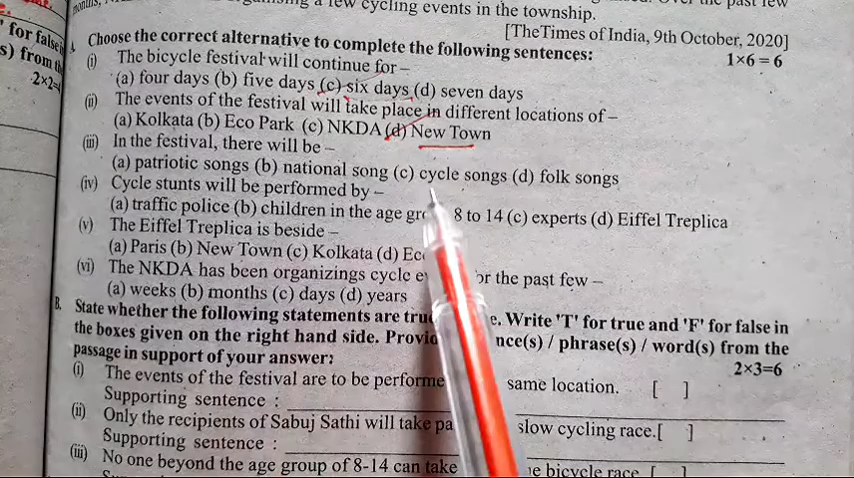 a few cycling events in the township.
[The Times of India, 9th October, 2020]
Choose the correct alternative to complete the following sentences: 1×6=6
(i) The bicycle festival will continue for –
(a) four days (b) five days (c) six days (d) seven days
(ii) The events of the festival will take place in different locations of –
(a) Kolkata (b) Eco Park (c) NKDA (d) New Town
(iii) In the festival, there will be –
(a) patriotic songs (b) national song (c) cycle songs (d) folk songs
(iv) Cycle stunts will be performed by –
(a) traffic police (b) children in the age 8 to 14 (c) experts (d) Eiffel Treplica
(v) The Eiffel Treplica is beside –
(a) Paris (b) New Town (c) Kolkata (d)
(vi) The NKDA has been organizings cycle for the past few –
(a) weeks (b) months (c) days (d) years
B. State whether the following statements are Write 'T' for true and 'F' for false in
the boxes given on the right hand side. / phrase(s) / word(s) from the
passage in support of your answer: 2×3=6
(i) The events of the festival are to be same location. [ ]
Supporting sentence :
(ii) Only the recipients of Sabuj Sathi will take slow cycling race.[ ]
Supporting sentence :
(iii) No one beyond the age group of 8-14 can take bicycle race [ ]
' for false
s) from
2×2=